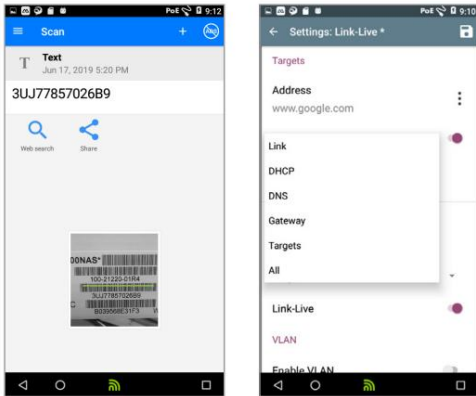 PoE 9:12
Scan
Text
Jun 17, 2019 5:20 PM
3UJ77857026B9
Web search
Share
00NAS*
100-21220-01R4
3UJ77857026B9
B039568E31F3
PoE 9:10
Settings: Link-Live *
Targets
Address
www.google.com
Link
DHCP
DNS
Gateway
Targets
All
Link-Live
VLAN
Enable VLAN